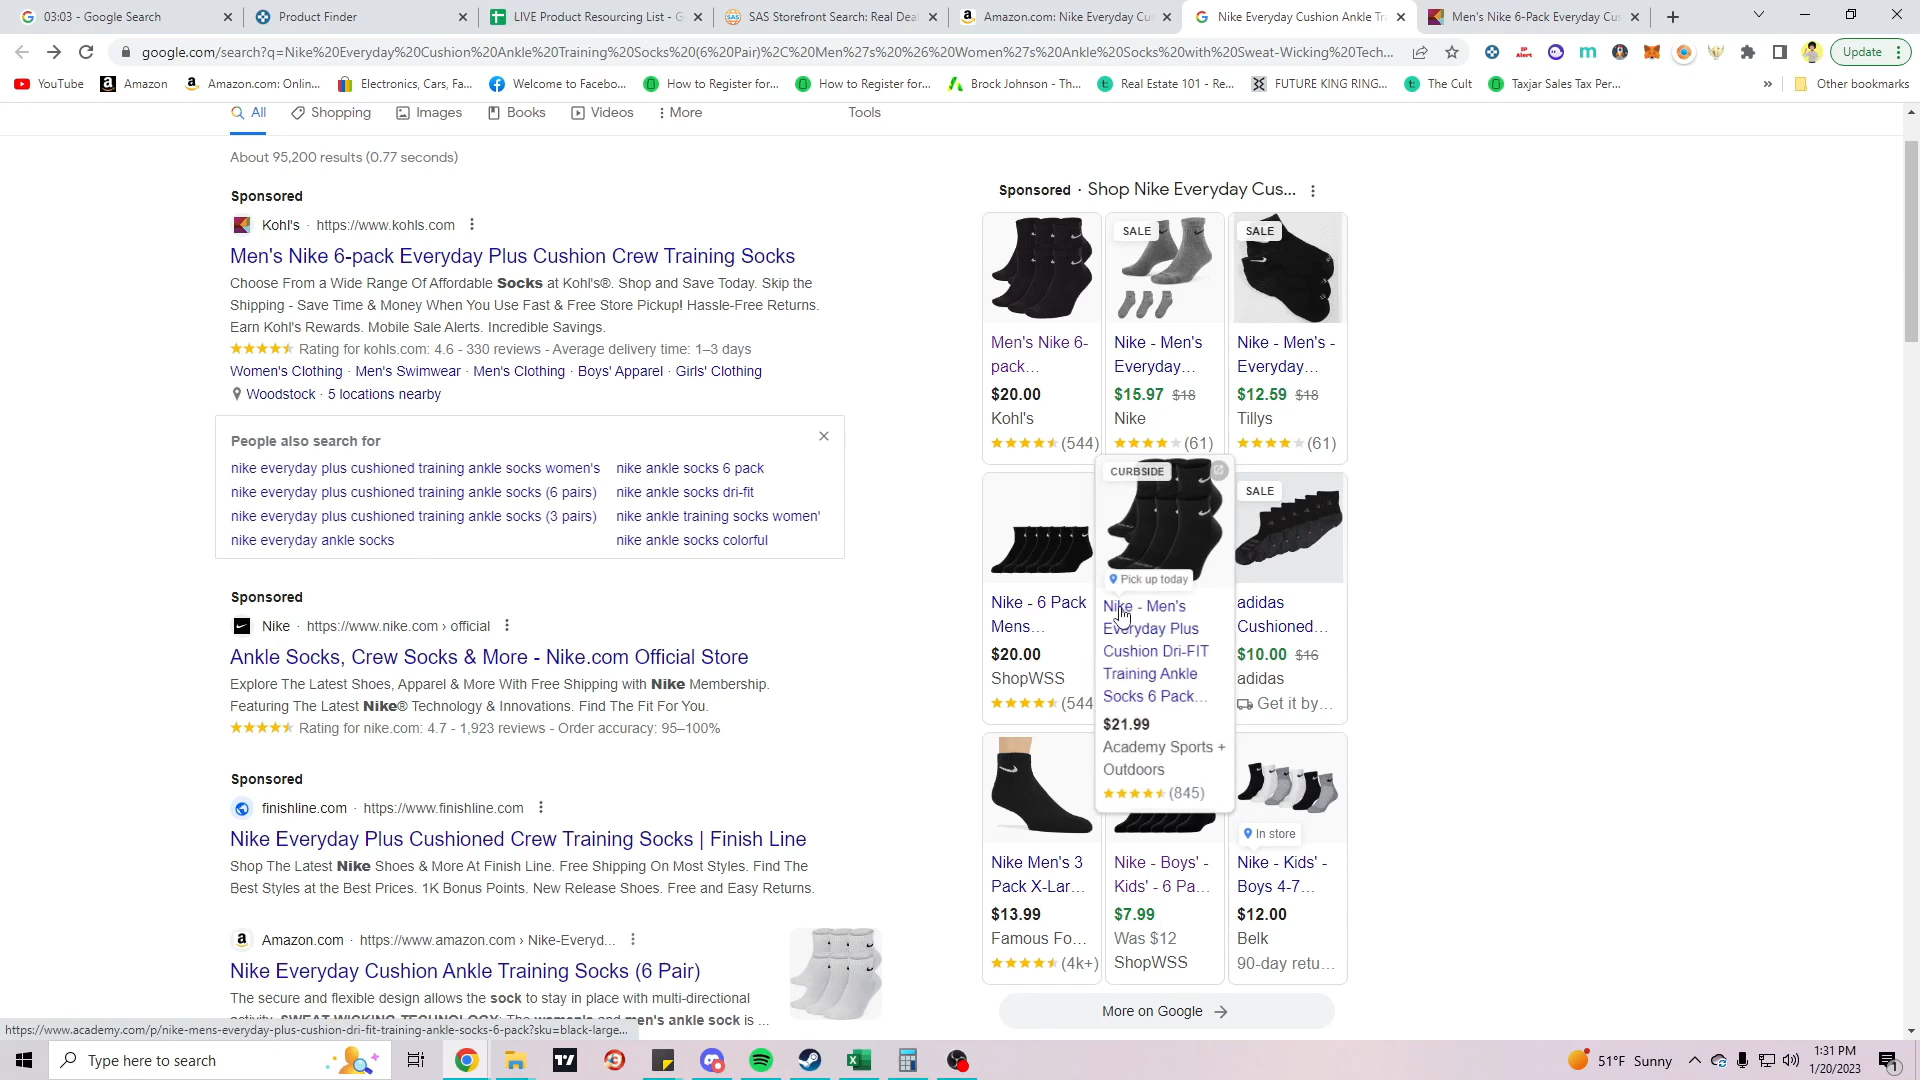 03:03 - Google Search
Product Finder
LIVE Product Resourcing List - G
SAS Storefront Search: Real Deal
Amazon.com: Nike Everyday Cu
Nike Everyday Cushion Ankle Tra
Men's Nike 6-Pack Everyday Cus
google.com/search?q=Nike%20Everyday%20Cushion%20Ankle%20Training%20Socks%20(6%20Pair)%2C%20Men%27s%20%26%20Women%27s%20Ankle%20Socks%20with%20Sweat-Wicking%20Tech...
Update
YouTube
Amazon
Amazon.com: Onlin...
Electronics, Cars, Fa...
Welcome to Facebo...
How to Register for...
How to Register for...
Brock Johnson - Th...
Real Estate 101 - Re...
FUTURE KING RING...
The Cult
Taxjar Sales Tax Per...
»
Other bookmarks
All
Shopping
Images
Books
Videos
More
Tools
About 95,200 results (0.77 seconds)
Sponsored
Kohl's · https://www.kohls.com
Men's Nike 6-pack Everyday Plus Cushion Crew Training Socks
Choose From a Wide Range Of Affordable Socks at Kohl's®. Shop and Save Today. Skip the
Shipping - Save Time & Money When You Use Fast & Free Store Pickup! Hassle-Free Returns.
Earn Kohl's Rewards. Mobile Sale Alerts. Incredible Savings.
Rating for kohls.com: 4.6 - 330 reviews - Average delivery time: 1–3 days
Women's Clothing · Men's Swimwear · Men's Clothing · Boys' Apparel · Girls' Clothing
Woodstock · 5 locations nearby
People also search for
nike everyday plus cushioned training ankle socks women's
nike ankle socks 6 pack
nike everyday plus cushioned training ankle socks (6 pairs)
nike ankle socks dri-fit
nike everyday plus cushioned training ankle socks (3 pairs)
nike ankle training socks women'
nike everyday ankle socks
nike ankle socks colorful
Sponsored
Nike · https://www.nike.com › official
Ankle Socks, Crew Socks & More - Nike.com Official Store
Explore The Latest Shoes, Apparel & More With Free Shipping with Nike Membership.
Featuring The Latest Nike® Technology & Innovations. Find The Fit For You.
Rating for nike.com: 4.7 - 1,923 reviews - Order accuracy: 95–100%
Sponsored
finishline.com · https://www.finishline.com
Nike Everyday Plus Cushioned Crew Training Socks | Finish Line
Shop The Latest Nike Shoes & More At Finish Line. Free Shipping On Most Styles. Find The
Best Styles at the Best Prices. 1K Bonus Points. New Release Shoes. Free and Easy Returns.
Amazon.com · https://www.amazon.com › Nike-Everyd...
Nike Everyday Cushion Ankle Training Socks (6 Pair)
The secure and flexible design allows the sock to stay in place with multi-directional
activity. SWEAT-WICKING TECHNOLOGY: The women's and men's ankle sock is ...
Sponsored · Shop Nike Everyday Cus...
Men's Nike 6-
pack...
$20.00
Kohl's
(544)
SALE
Nike - Men's
Everyday...
$15.97 $18
Nike
(61)
SALE
Nike - Men's -
Everyday...
$12.59 $18
Tillys
(61)
Nike - 6 Pack
Mens...
$20.00
ShopWSS
(544
CURBSIDE
Pick up today
Nike - Men's
Everyday Plus
Cushion Dri-FIT
Training Ankle
Socks 6 Pack...
$21.99
Academy Sports +
Outdoors
(845)
SALE
adidas
Cushioned...
$10.00 $16
adidas
Get it by...
Nike Men's 3
Pack X-Lar...
$13.99
Famous Fo...
(4k+)
Nike - Boys' -
Kids' - 6 Pa...
$7.99
Was $12
ShopWSS
In store
Nike - Kids' -
Boys 4-7...
$12.00
Belk
90-day retu...
More on Google
https://www.academy.com/p/nike-mens-everyday-plus-cushion-dri-fit-training-ankle-socks-6-pack?sku=black-large...
Type here to search
51°F Sunny
1:31 PM
1/20/2023
1